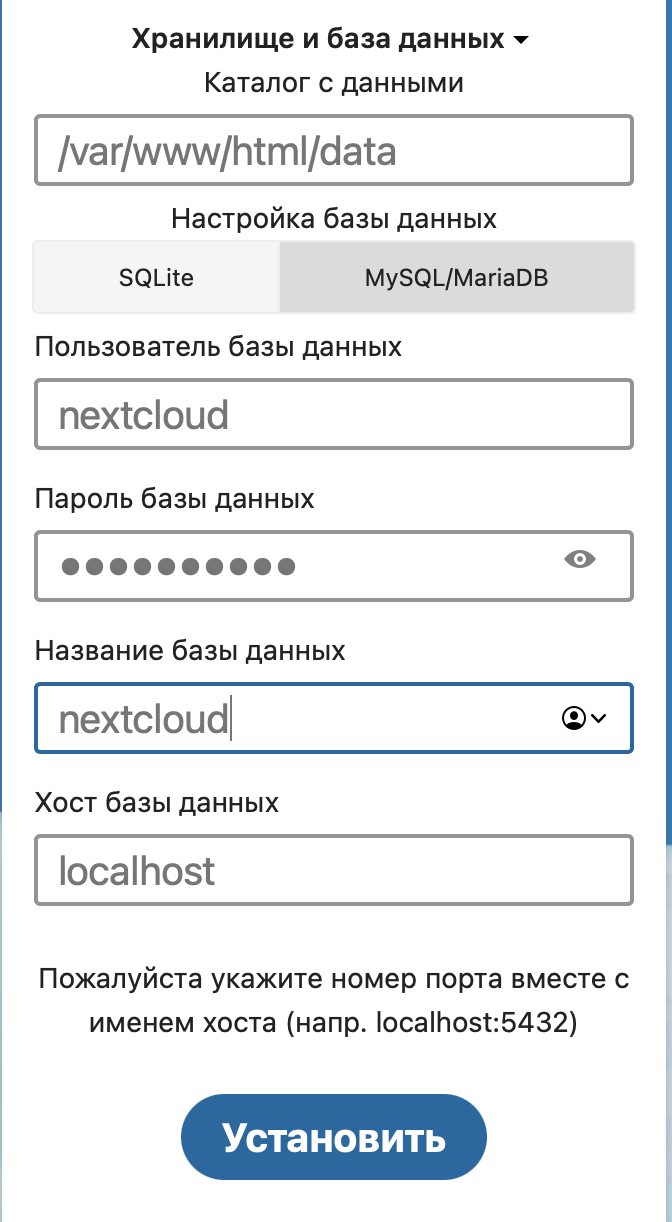 Хранилище и база данных
Каталог с данными
/var/www/html/data
Настройка базы данных
SQLite
MySQL/MariaDB
Пользователь базы данных
nextcloud
Пароль базы данных
●●●●●●●●●●
Название базы данных
nextcloud
Хост базы данных
localhost
Пожалуйста укажите номер порта вместе с
именем хоста (напр. localhost:5432)
Установить